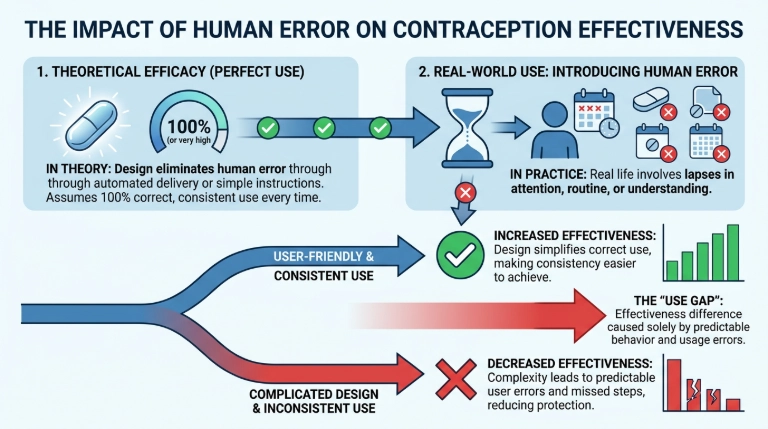 THE IMPACT OF HUMAN ERROR ON CONTRACEPTION EFFECTIVENESS
1. THEORETICAL EFFICACY (PERFECT USE)
100%
(or very high
IN THEORY: Design eliminates human error through
through automated delivery or simple instructions.
Assumes 100% correct, consistent use every time.
2. REAL-WORLD USE: INTRODUCING HUMAN ERROR
IN PRACTICE: Real life involves lapses in
attention, routine, or understanding.
USER-FRIENDLY &
CONSISTENT USE
INCREASED EFFECTIVENESS:
Design simplifies correct use,
making consistency easier
to achieve.
THE "USE GAP":
Effectiveness difference
caused solely by predictable
behavior and usage errors.
COMPLICATED DESIGN
& INCONSISTENT USE
DECREASED EFFECTIVENESS:
Complexity leads to predictable
user errors and missed steps,
reducing protection.